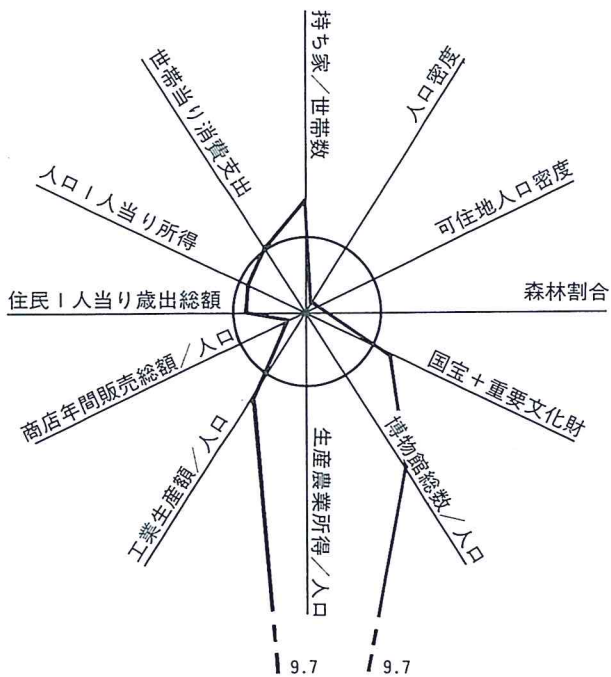 持ち家／世帯数
人口密度
可住地人口密度
森林割合
国宝＋重要文化財
博物館総数／人口
生産農業所得／人口
工業生産額／人口
商店年間販売総額／人口
住民1人当り歳出総額
人口1人当り所得
世帯当り消費支出
9.7
9.7